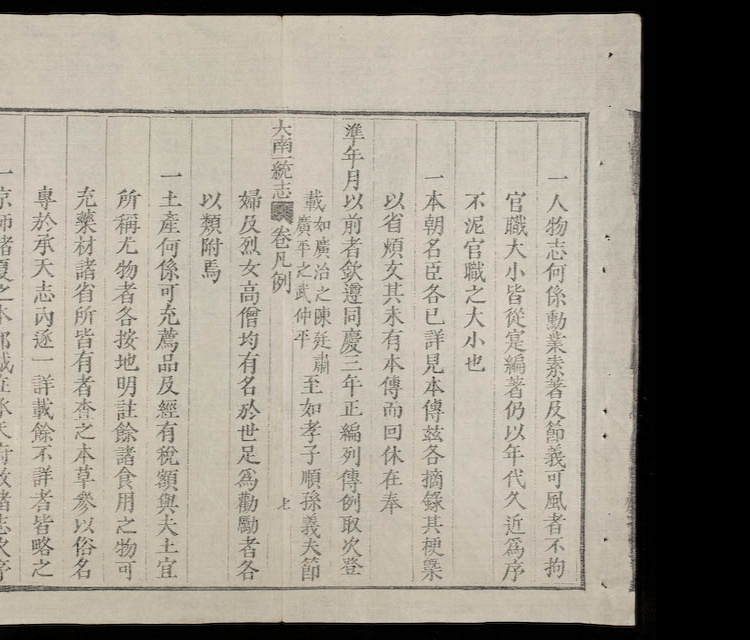 一人物志何係勳業素著及節義可風者不拘
官職大小皆從寔編著仍以年代久近爲序
不泥官職之大小也
一本朝名臣各已詳見本傳玆各摘錄其梗槩
以省煩文其未有本傳而回休在奉
準年月以前者欽遵同慶三年正編列傳例取次登
載如廣治之陳廷肅
廣平之武仲平至如孝子順孫義夫節
大南一統志 卷凡例 上
婦及烈女高僧均有名於世足爲勸勵者各
以類附焉
一土產何係可充薦品及經有稅額與夫土宜
所稱尤物者各按地明註餘諸食用之物可
充藥材諸省所皆有者查之本草參以俗名
專於承天志內逐一詳載餘不詳者皆略之